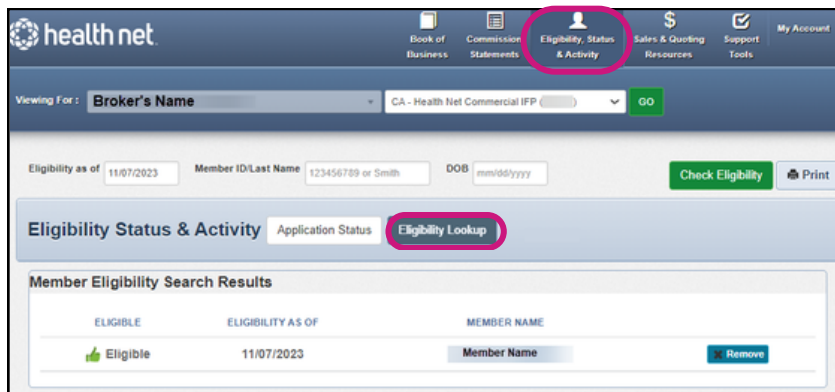 health net.
Book of Business
Commission Statements
Eligibility, Status & Activity
Sales & Quoting Resources
Support Tools
My Account
Viewing For : Broker's Name CA - Health Net Commercial IFP ( ) GO
Eligibility as of 11/07/2023 Member ID/Last Name 123456789 or Smith DOB mm/dd/yyyy Check Eligibility Print
Eligibility Status & Activity Application Status Eligibility Lookup
Member Eligibility Search Results
ELIGIBLE ELIGIBILITY AS OF MEMBER NAME
Eligible 11/07/2023 Member Name Remove